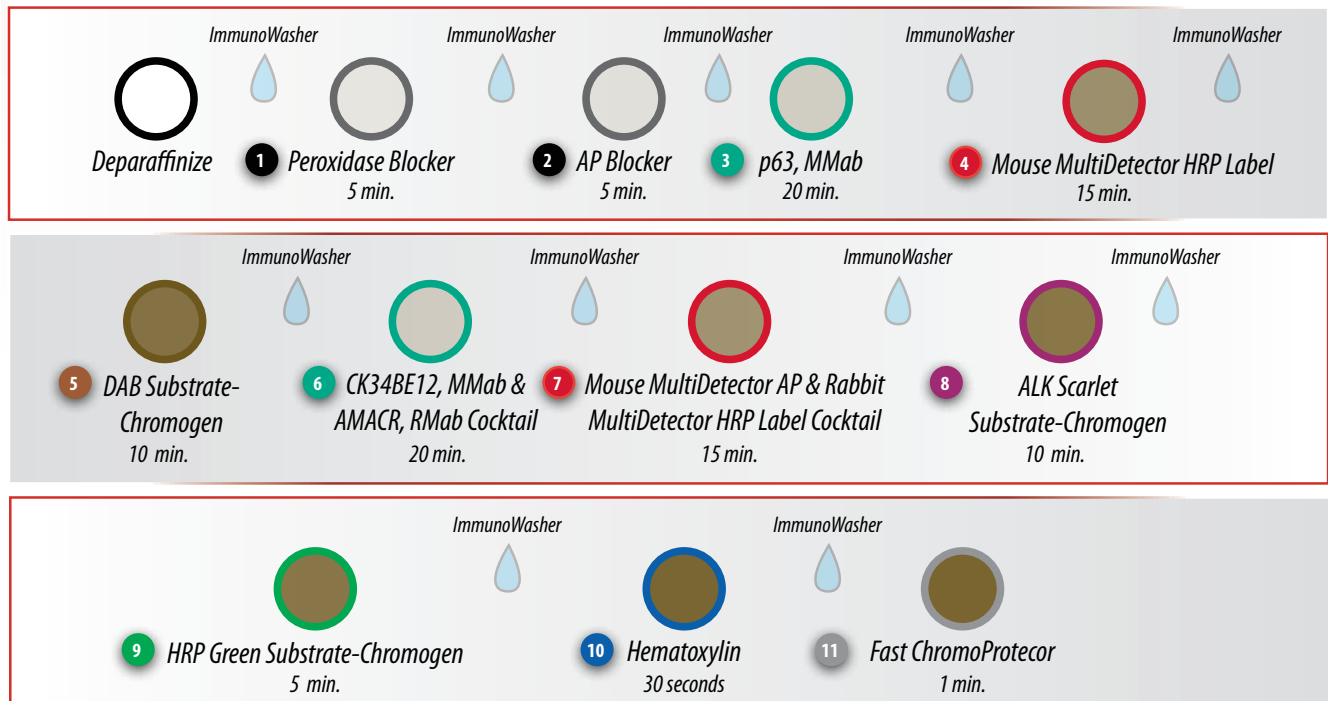 ImmunoWasher
ImmunoWasher
ImmunoWasher
ImmunoWasher
ImmunoWasher
Deparaffinize
1 Peroxidase Blocker
5 min.
2 AP Blocker
5 min.
3 p63, MMab
20 min.
4 Mouse MultiDetector HRP Label
15 min.
ImmunoWasher
ImmunoWasher
ImmunoWasher
ImmunoWasher
5 DAB Substrate-
Chromogen
10 min.
6 CK34BE12, MMab &
AMACR, RMab Cocktail
20 min.
7 Mouse MultiDetector AP & Rabbit
MultiDetector HRP Label Cocktail
15 min.
8 ALK Scarlet
Substrate-Chromogen
10 min.
ImmunoWasher
ImmunoWasher
9 HRP Green Substrate-Chromogen
5 min.
10 Hematoxylin
30 seconds
11 Fast ChromoProtecor
1 min.